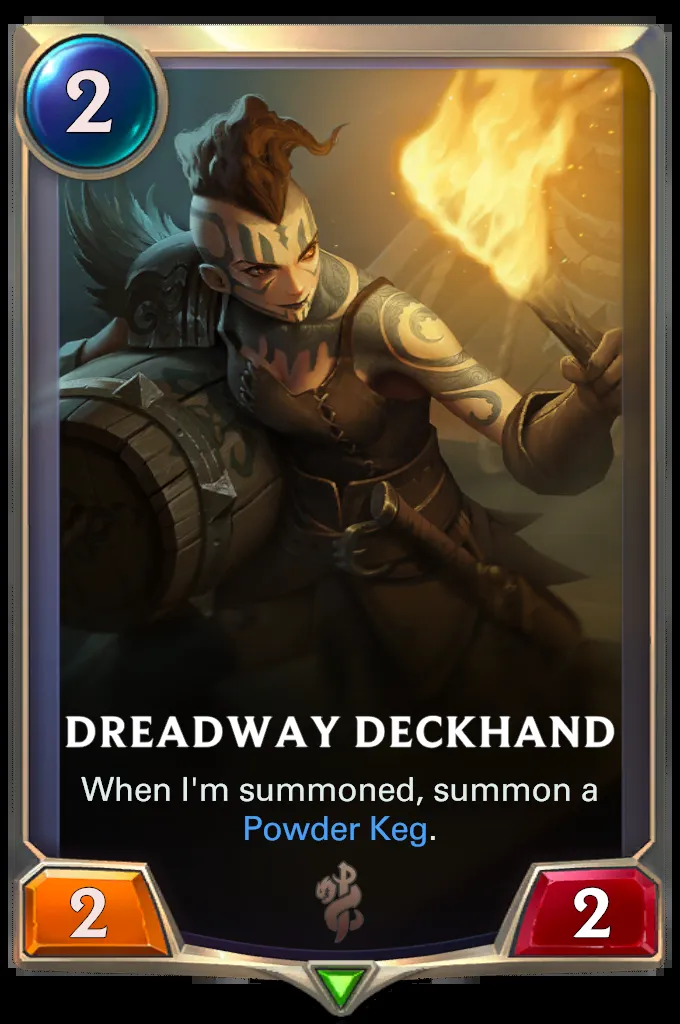 2
DREADWAY DECKHAND
When I'm summoned, summon a
Powder Keg.
2
2